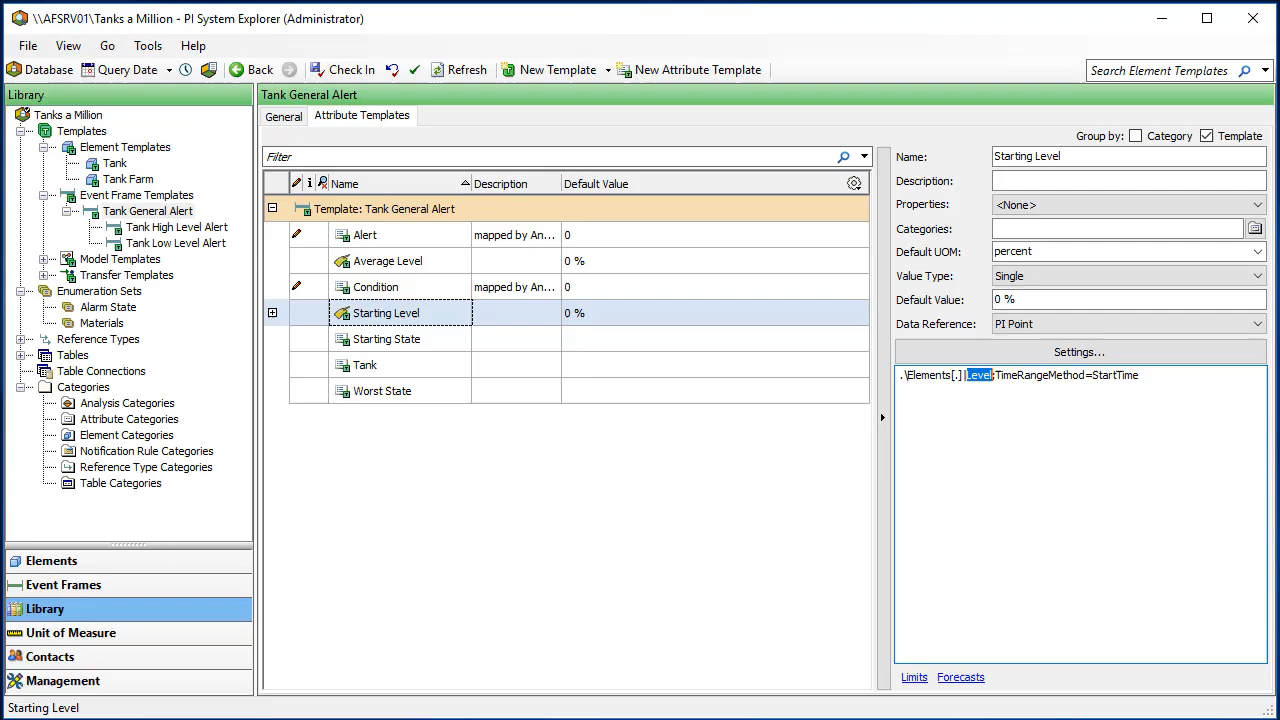 \\AFSRV01\Tanks a Million - PI System Explorer (Administrator)
File View Go Tools Help
Database Query Date Back Check In Refresh New Template New Attribute Template Search Element Templates
Library
Tanks a Million
Templates
Element Templates
Tank
Tank Farm
Event Frame Templates
Tank General Alert
Tank High Level Alert
Tank Low Level Alert
Model Templates
Transfer Templates
Enumeration Sets
Alarm State
Materials
Reference Types
Tables
Table Connections
Categories
Analysis Categories
Attribute Categories
Element Categories
Notification Rule Categories
Reference Type Categories
Table Categories
Elements
Event Frames
Library
Unit of Measure
Contacts
Management
Tank General Alert
General Attribute Templates
Group by: Category Template
Filter
Name Description Default Value
Template: Tank General Alert
Alert mapped by An... 0
Average Level 0 %
Condition mapped by An... 0
Starting Level 0 %
Starting State
Tank
Worst State
Name: Starting Level
Description:
Properties: <None>
Categories:
Default UOM: percent
Value Type: Single
Default Value: 0 %
Data Reference: PI Point
Settings...
.\Elements[.]|Level;TimeRangeMethod=StartTime
Limits Forecasts
Starting Level